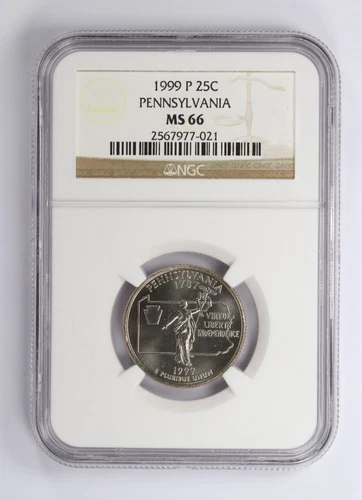 1999 P 25C
PENNSYLVANIA
MS 66
2567977-021
NGC
PENNSYLVANIA
1787
VIRTUE
LIBERTY
INDEPENDENCE
1999
E PLURIBUS UNUM